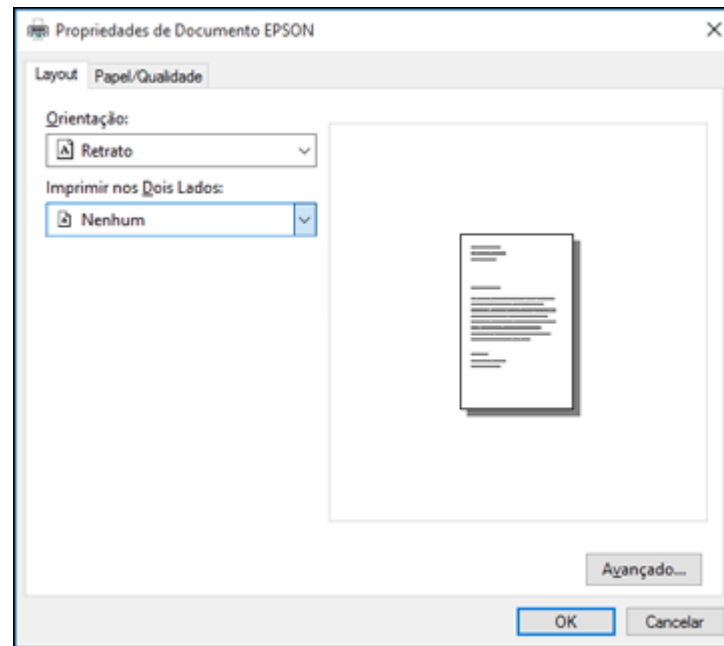 Propriedades de Documento EPSON
Layout Papel/Qualidade
Orientação:
Retrato
Imprimir nos Dois Lados:
Nenhum
Avançado...
OK Cancelar